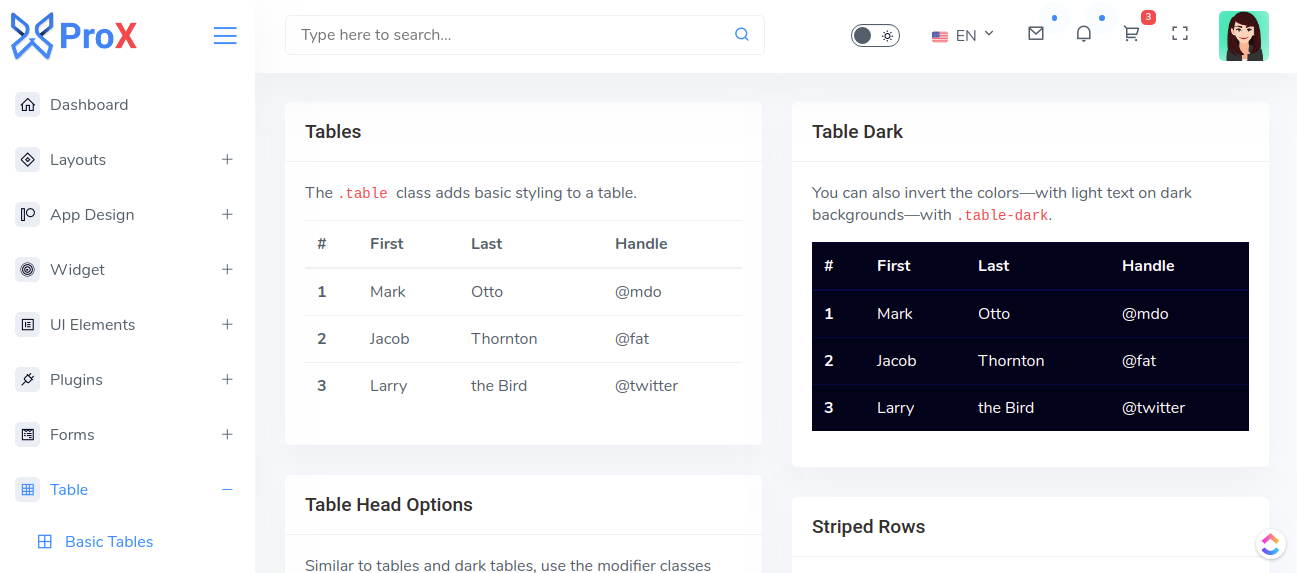 ProX
Type here to search...
EN
3
Dashboard
Layouts
App Design
Widget
UI Elements
Plugins
Forms
Table
Basic Tables
Tables
The .table class adds basic styling to a table.
# First Last Handle
1 Mark Otto @mdo
2 Jacob Thornton @fat
3 Larry the Bird @twitter
Table Dark
You can also invert the colors—with light text on dark
backgrounds—with .table-dark.
# First Last Handle
1 Mark Otto @mdo
2 Jacob Thornton @fat
3 Larry the Bird @twitter
Table Head Options
Similar to tables and dark tables, use the modifier classes
Striped Rows